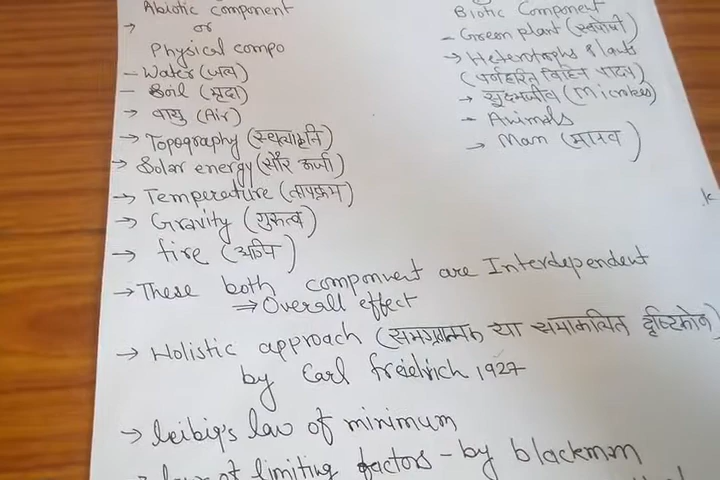 Abiotic component
→ or
Physical compo
– Water (जल)
– Soil (मृदा)
→ वायु (Air)
→ Topography (स्थलाकृति)
→ Solar energy (सौर ऊर्जा)
→ Temperature (तापक्रम)
→ Gravity (गुरुत्व)
→ fire (अग्नि)
Biotic Component
– Green plant (स्वपोषी)
→ Heterotrophs Plants
(पर्णहरित विहिन पादप)
→ सूक्ष्मजीव (Microbes)
– Animals
→ Man (मानव)
→ These both component are Interdependent
⇒ Overall effect
→ Holistic approach (समग्रात्मक या समाकलित दृष्टिकोन)
by Carl freidrich 1927
→ leibig's law of minimum
law of limiting factors – by blackman